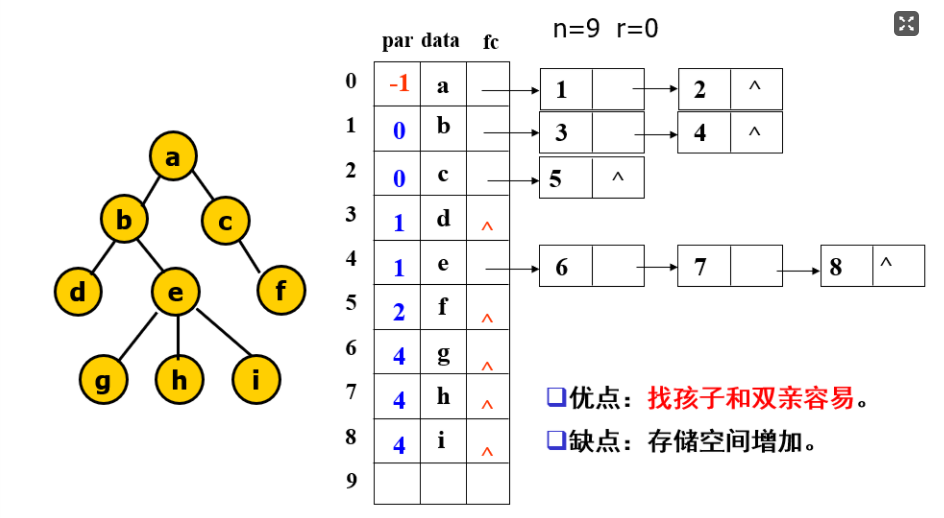 n=9 r=0
par data fc
0 -1 a 1 2 ^
1 0 b 3 4 ^
2 0 c 5 ^
3 1 d ^
4 1 e 6 7 8 ^
5 2 f ^
6 4 g ^
7 4 h ^
8 4 i ^
9
a
b c
d e f
g h i
❑优点：找孩子和双亲容易。
❑缺点：存储空间增加。